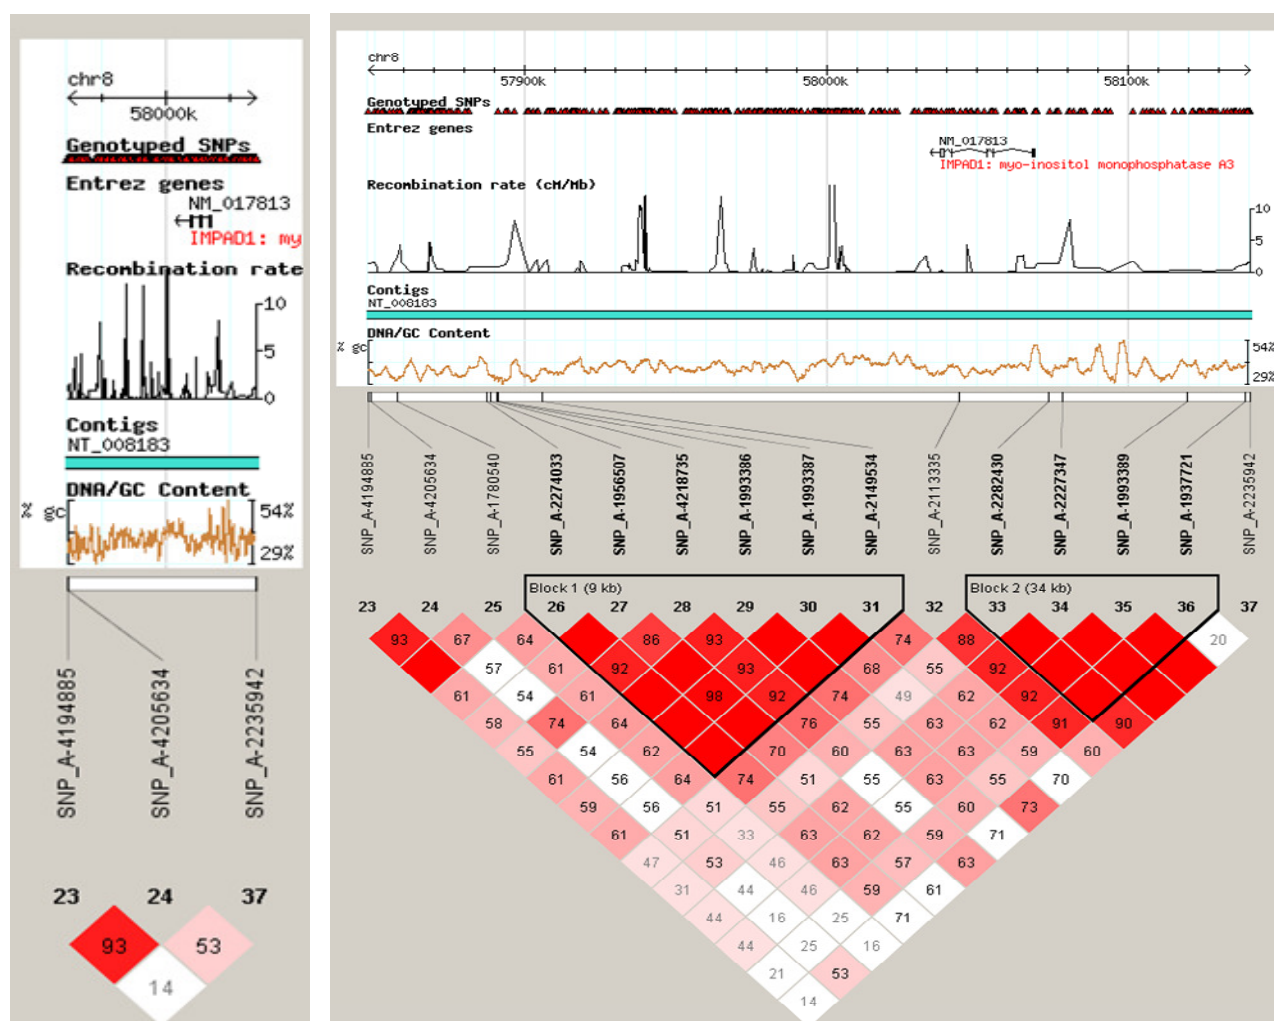 chr8
58000k
Genotyped SNPs
Entrez genes
NM_017813
IMPAD1: my
Recombination rate
10
5
0
Contigs
NT_008183
DNA/GC Content
% gc
54%
29%
SNP_A-4194885
SNP_A-4205634
SNP_A-2235942
23 24 37
93 53
14
chr8
57900k 58000k 58100k
Genotyped SNPs
Entrez genes
NM_017813
IMPAD1: myo-inositol monophosphatase A3
Recombination rate (cM/Mb)
10
5
0
Contigs
NT_008183
DNA/GC Content
% gc
54%
29%
SNP_A-4194885
SNP_A-4205634
SNP_A-1780540
SNP_A-2274033
SNP_A-1956507
SNP_A-4218735
SNP_A-1993386
SNP_A-1993387
SNP_A-2149534
SNP_A-2113335
SNP_A-2282430
SNP_A-2227347
SNP_A-1993389
SNP_A-1937721
SNP_A-2235942
Block 1 (9 kb) Block 2 (34 kb)
23 24 25 26 27 28 29 30 31 32 33 34 35 36 37
93 67 64 86 93 74 88 20
57 61 92 93 68 55 92
61 54 61 98 92 74 49 62 92
58 74 64 76 55 63 62 91 90
55 54 62 70 60 63 63 59 60
61 56 64 74 51 55 63 55 70
59 56 51 55 62 55 60 73
61 51 33 63 62 59 71
47 53 46 63 57 63
31 44 46 59 61
44 16 25 71
44 25 16
21 53
14